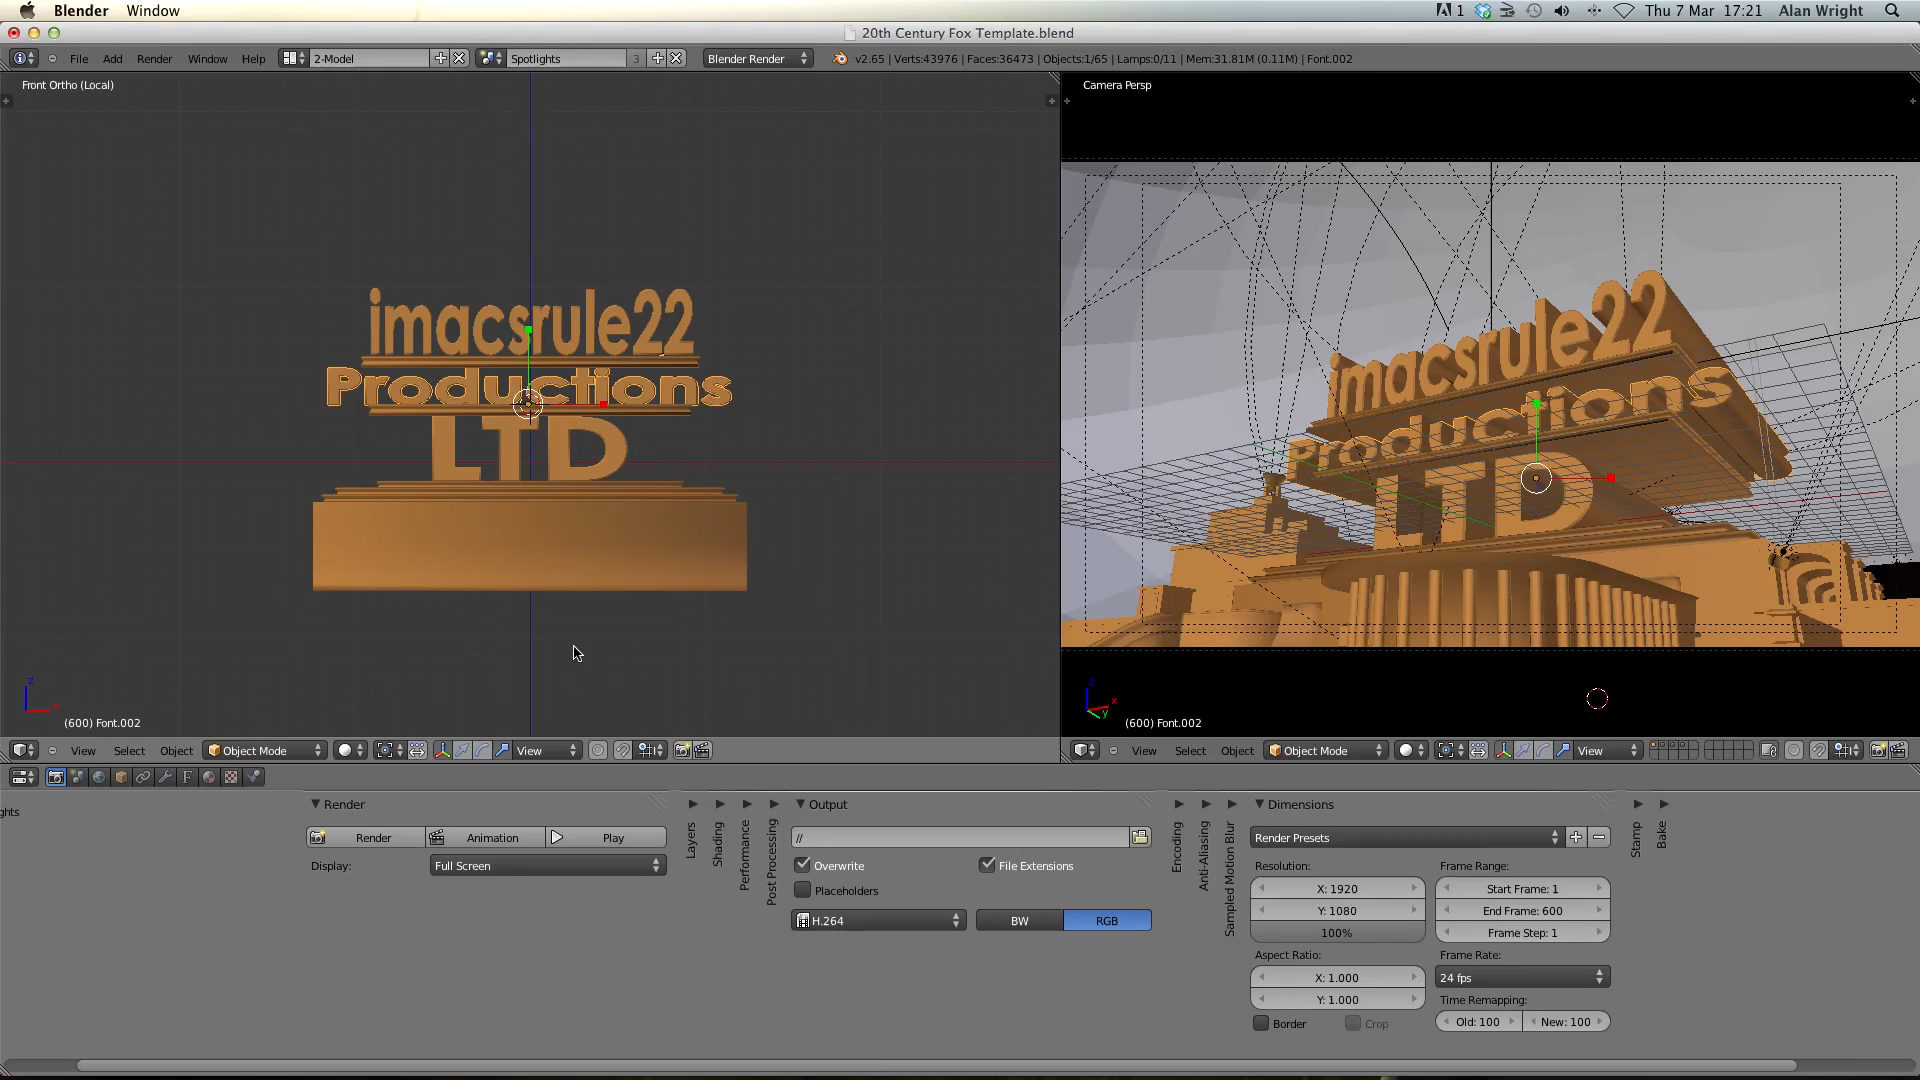 Blender Window
1 Thu 7 Mar 17:21 Alan Wright
20th Century Fox Template.blend
File Add Render Window Help 2-Model Spotlights 3 Blender Render v2.65 | Verts:43976 | Faces:36473 | Objects:1/65 | Lamps:0/11 | Mem:31.81M (0.11M) | Font.002
Front Ortho (Local)
imacsrule22
Productions
LTD
z
x
(600) Font.002
Camera Persp
imacsrule22
Productions
LTD
z
x
y
(600) Font.002
View Select Object Object Mode View
View Select Object Object Mode View
F
ghts
Render
Render Animation Play
Display: Full Screen
Layers
Shading
Performance
Post Processing
Output
//
Overwrite File Extensions
Placeholders
H.264 BW RGB
Encoding
Anti-Aliasing
Sampled Motion Blur
Dimensions
Render Presets
Resolution: Frame Range:
X: 1920 Start Frame: 1
Y: 1080 End Frame: 600
100% Frame Step: 1
Aspect Ratio: Frame Rate:
X: 1.000 24 fps
Y: 1.000 Time Remapping:
Border Crop Old: 100 New: 100
Stamp
Bake